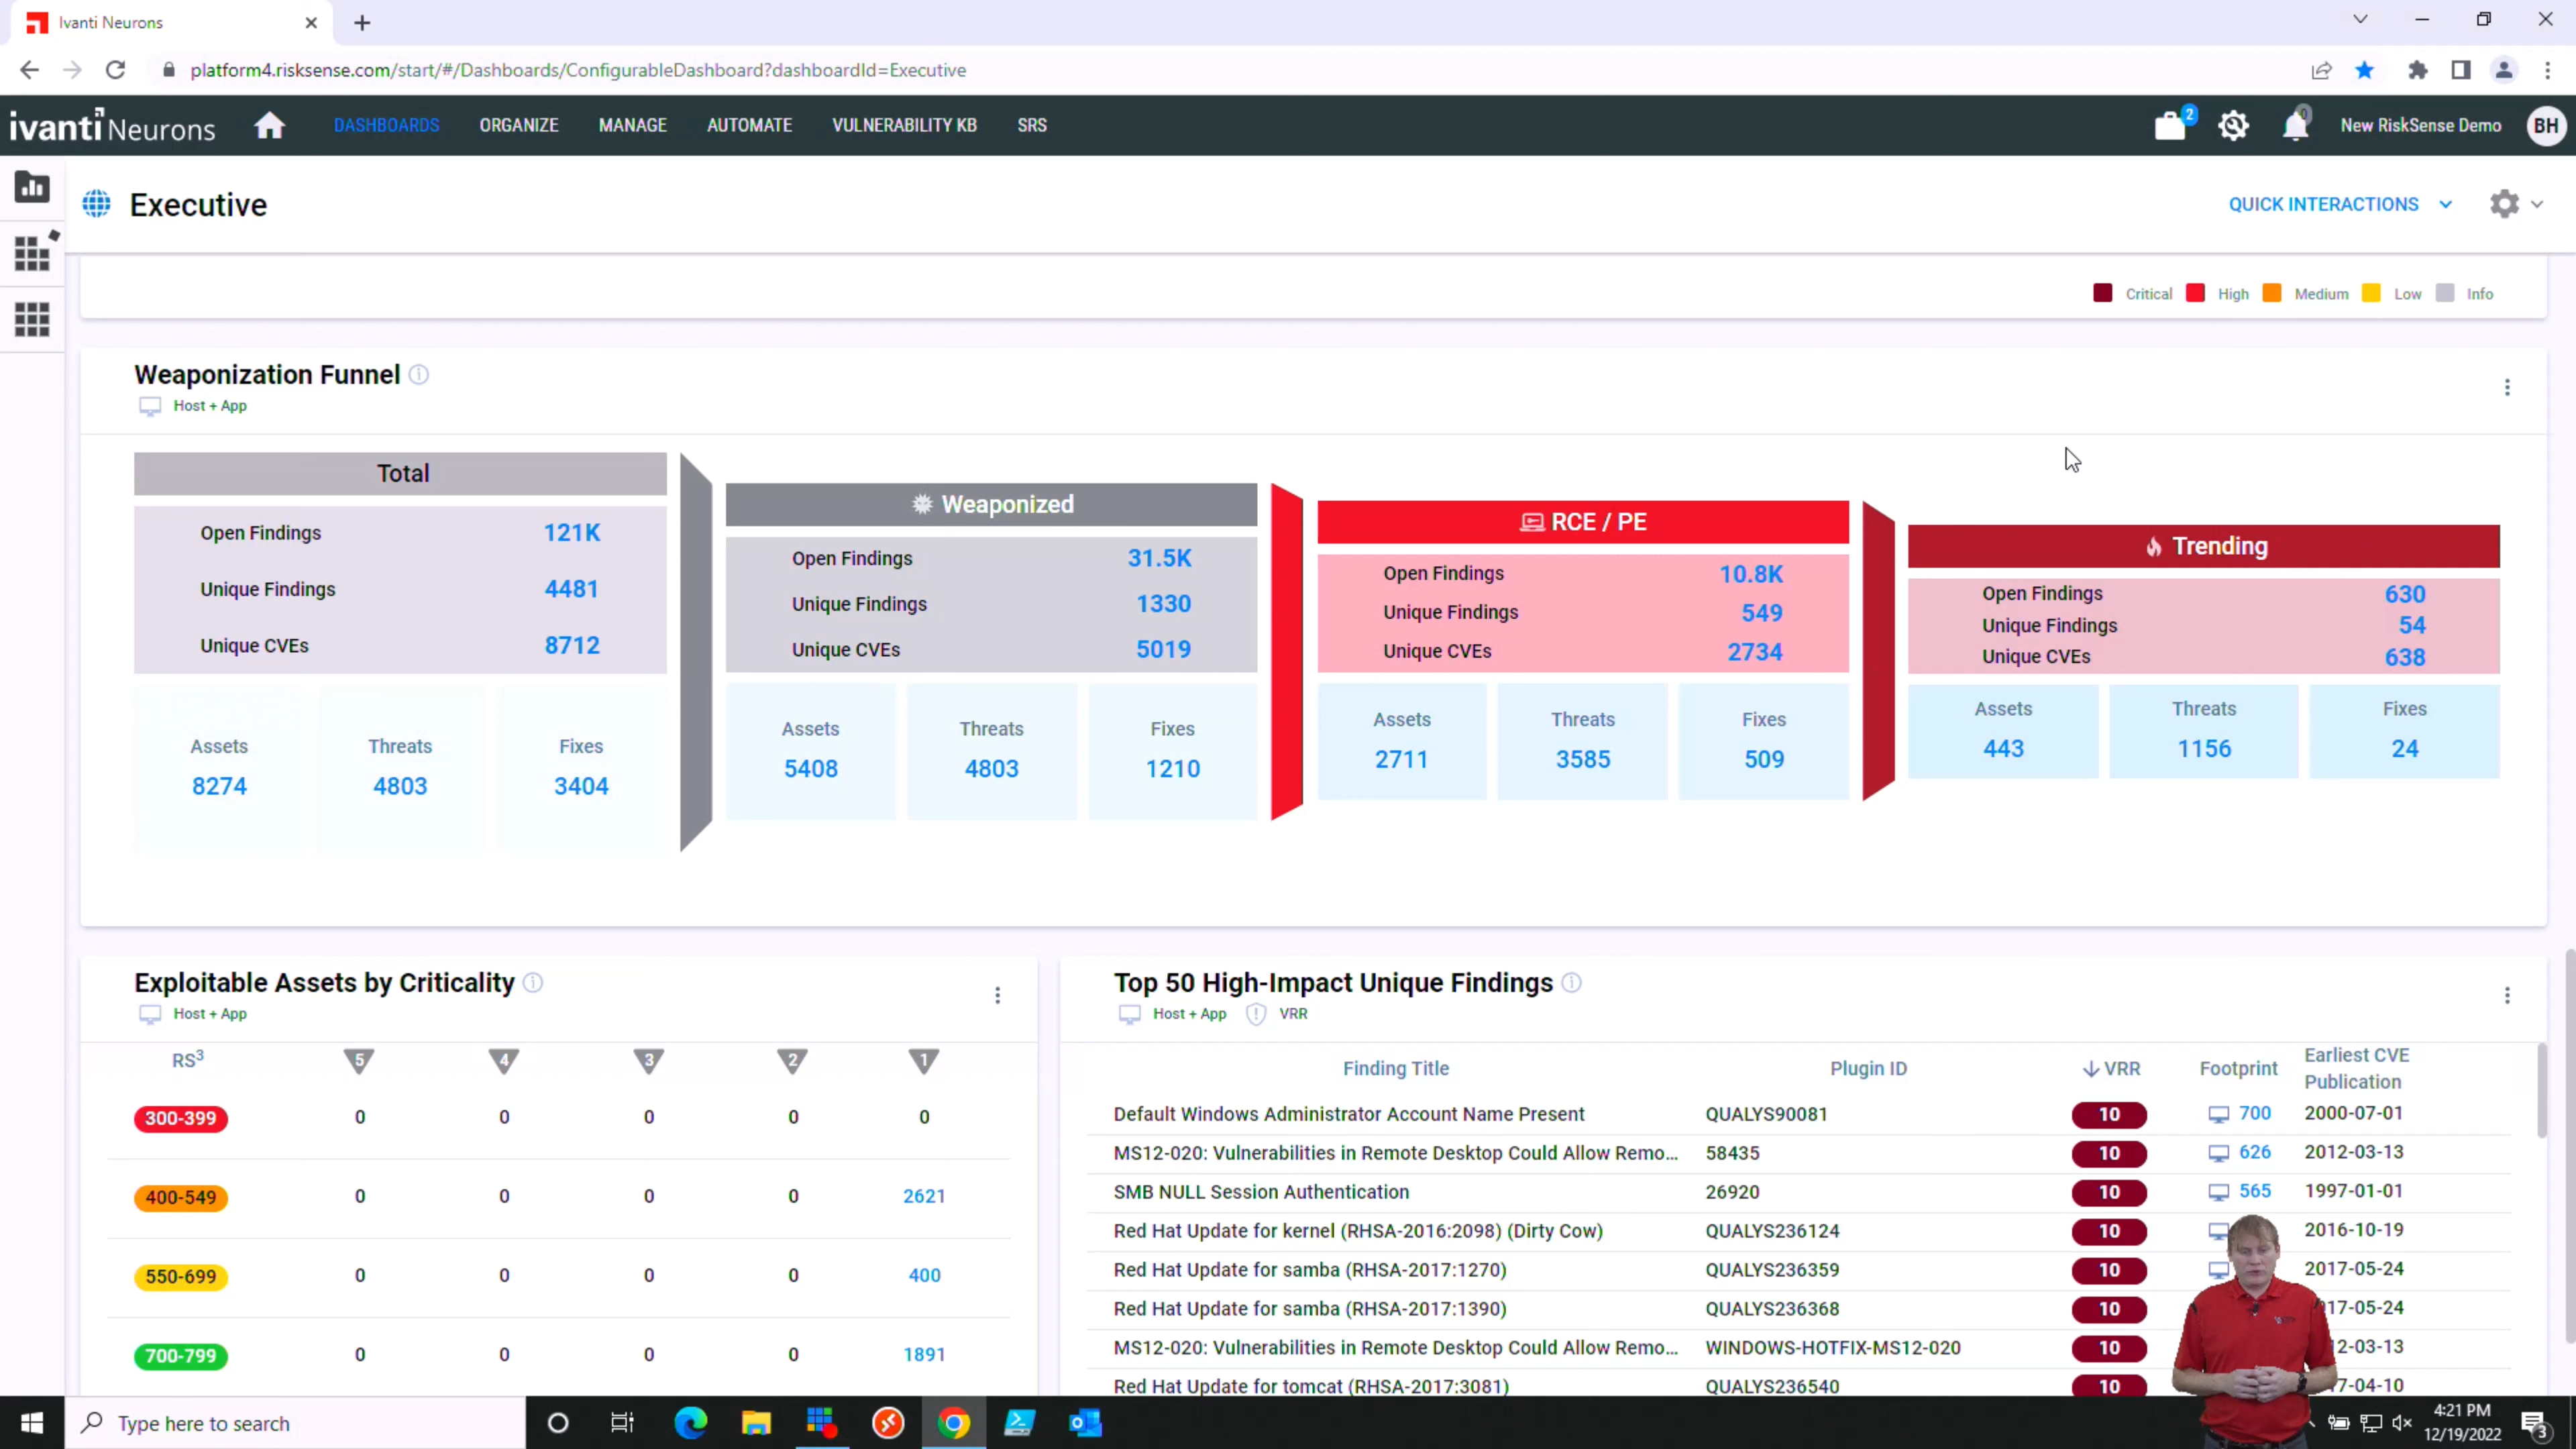 Ivanti Neurons
platform4.risksense.com/start/#/Dashboards/ConfigurableDashboard?dashboardId=Executive
ivanti Neurons DASHBOARDS ORGANIZE MANAGE AUTOMATE VULNERABILITY KB SRS 2 0 New RiskSense Demo BH
Executive QUICK INTERACTIONS
Critical High Medium Low Info
Weaponization Funnel
Host + App
Total
Open Findings 121K
Unique Findings 4481
Unique CVEs 8712
Assets Threats Fixes
8274 4803 3404
Weaponized
Open Findings 31.5K
Unique Findings 1330
Unique CVEs 5019
Assets Threats Fixes
5408 4803 1210
RCE / PE
Open Findings 10.8K
Unique Findings 549
Unique CVEs 2734
Assets Threats Fixes
2711 3585 509
Trending
Open Findings 630
Unique Findings 54
Unique CVEs 638
Assets Threats Fixes
443 1156 24
Exploitable Assets by Criticality
Host + App
RS3 5 4 3 2 1
300-399 0 0 0 0 0
400-549 0 0 0 0 2621
550-699 0 0 0 0 400
700-799 0 0 0 0 1891
Top 50 High-Impact Unique Findings
Host + App VRR
Finding Title Plugin ID VRR Footprint Earliest CVE Publication
Default Windows Administrator Account Name Present QUALYS90081 10 700 2000-07-01
MS12-020: Vulnerabilities in Remote Desktop Could Allow Remo... 58435 10 626 2012-03-13
SMB NULL Session Authentication 26920 10 565 1997-01-01
Red Hat Update for kernel (RHSA-2016:2098) (Dirty Cow) QUALYS236124 10 2016-10-19
Red Hat Update for samba (RHSA-2017:1270) QUALYS236359 10 2017-05-24
Red Hat Update for samba (RHSA-2017:1390) QUALYS236368 10 17-05-24
MS12-020: Vulnerabilities in Remote Desktop Could Allow Remo... WINDOWS-HOTFIX-MS12-020 10 2-03-13
Red Hat Update for tomcat (RHSA-2017:3081) QUALYS236540 10 7-04-10
Type here to search
4:21 PM
12/19/2022
3